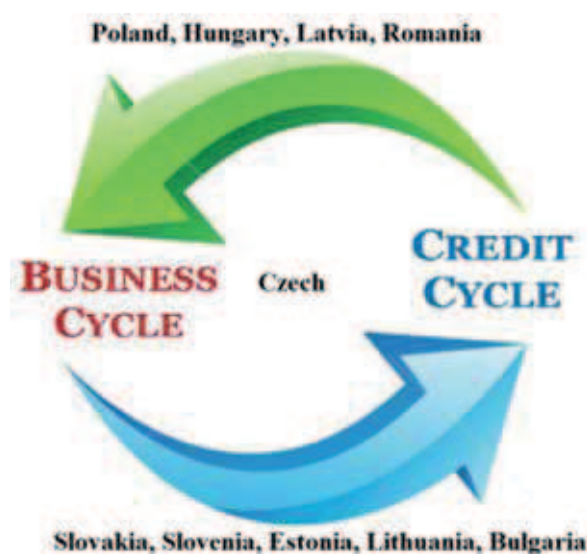 Poland, Hungary, Latvia, Romania
BUSINESS
CYCLE
Czech
CREDIT
CYCLE
Slovakia, Slovenia, Estonia, Lithuania, Bulgaria